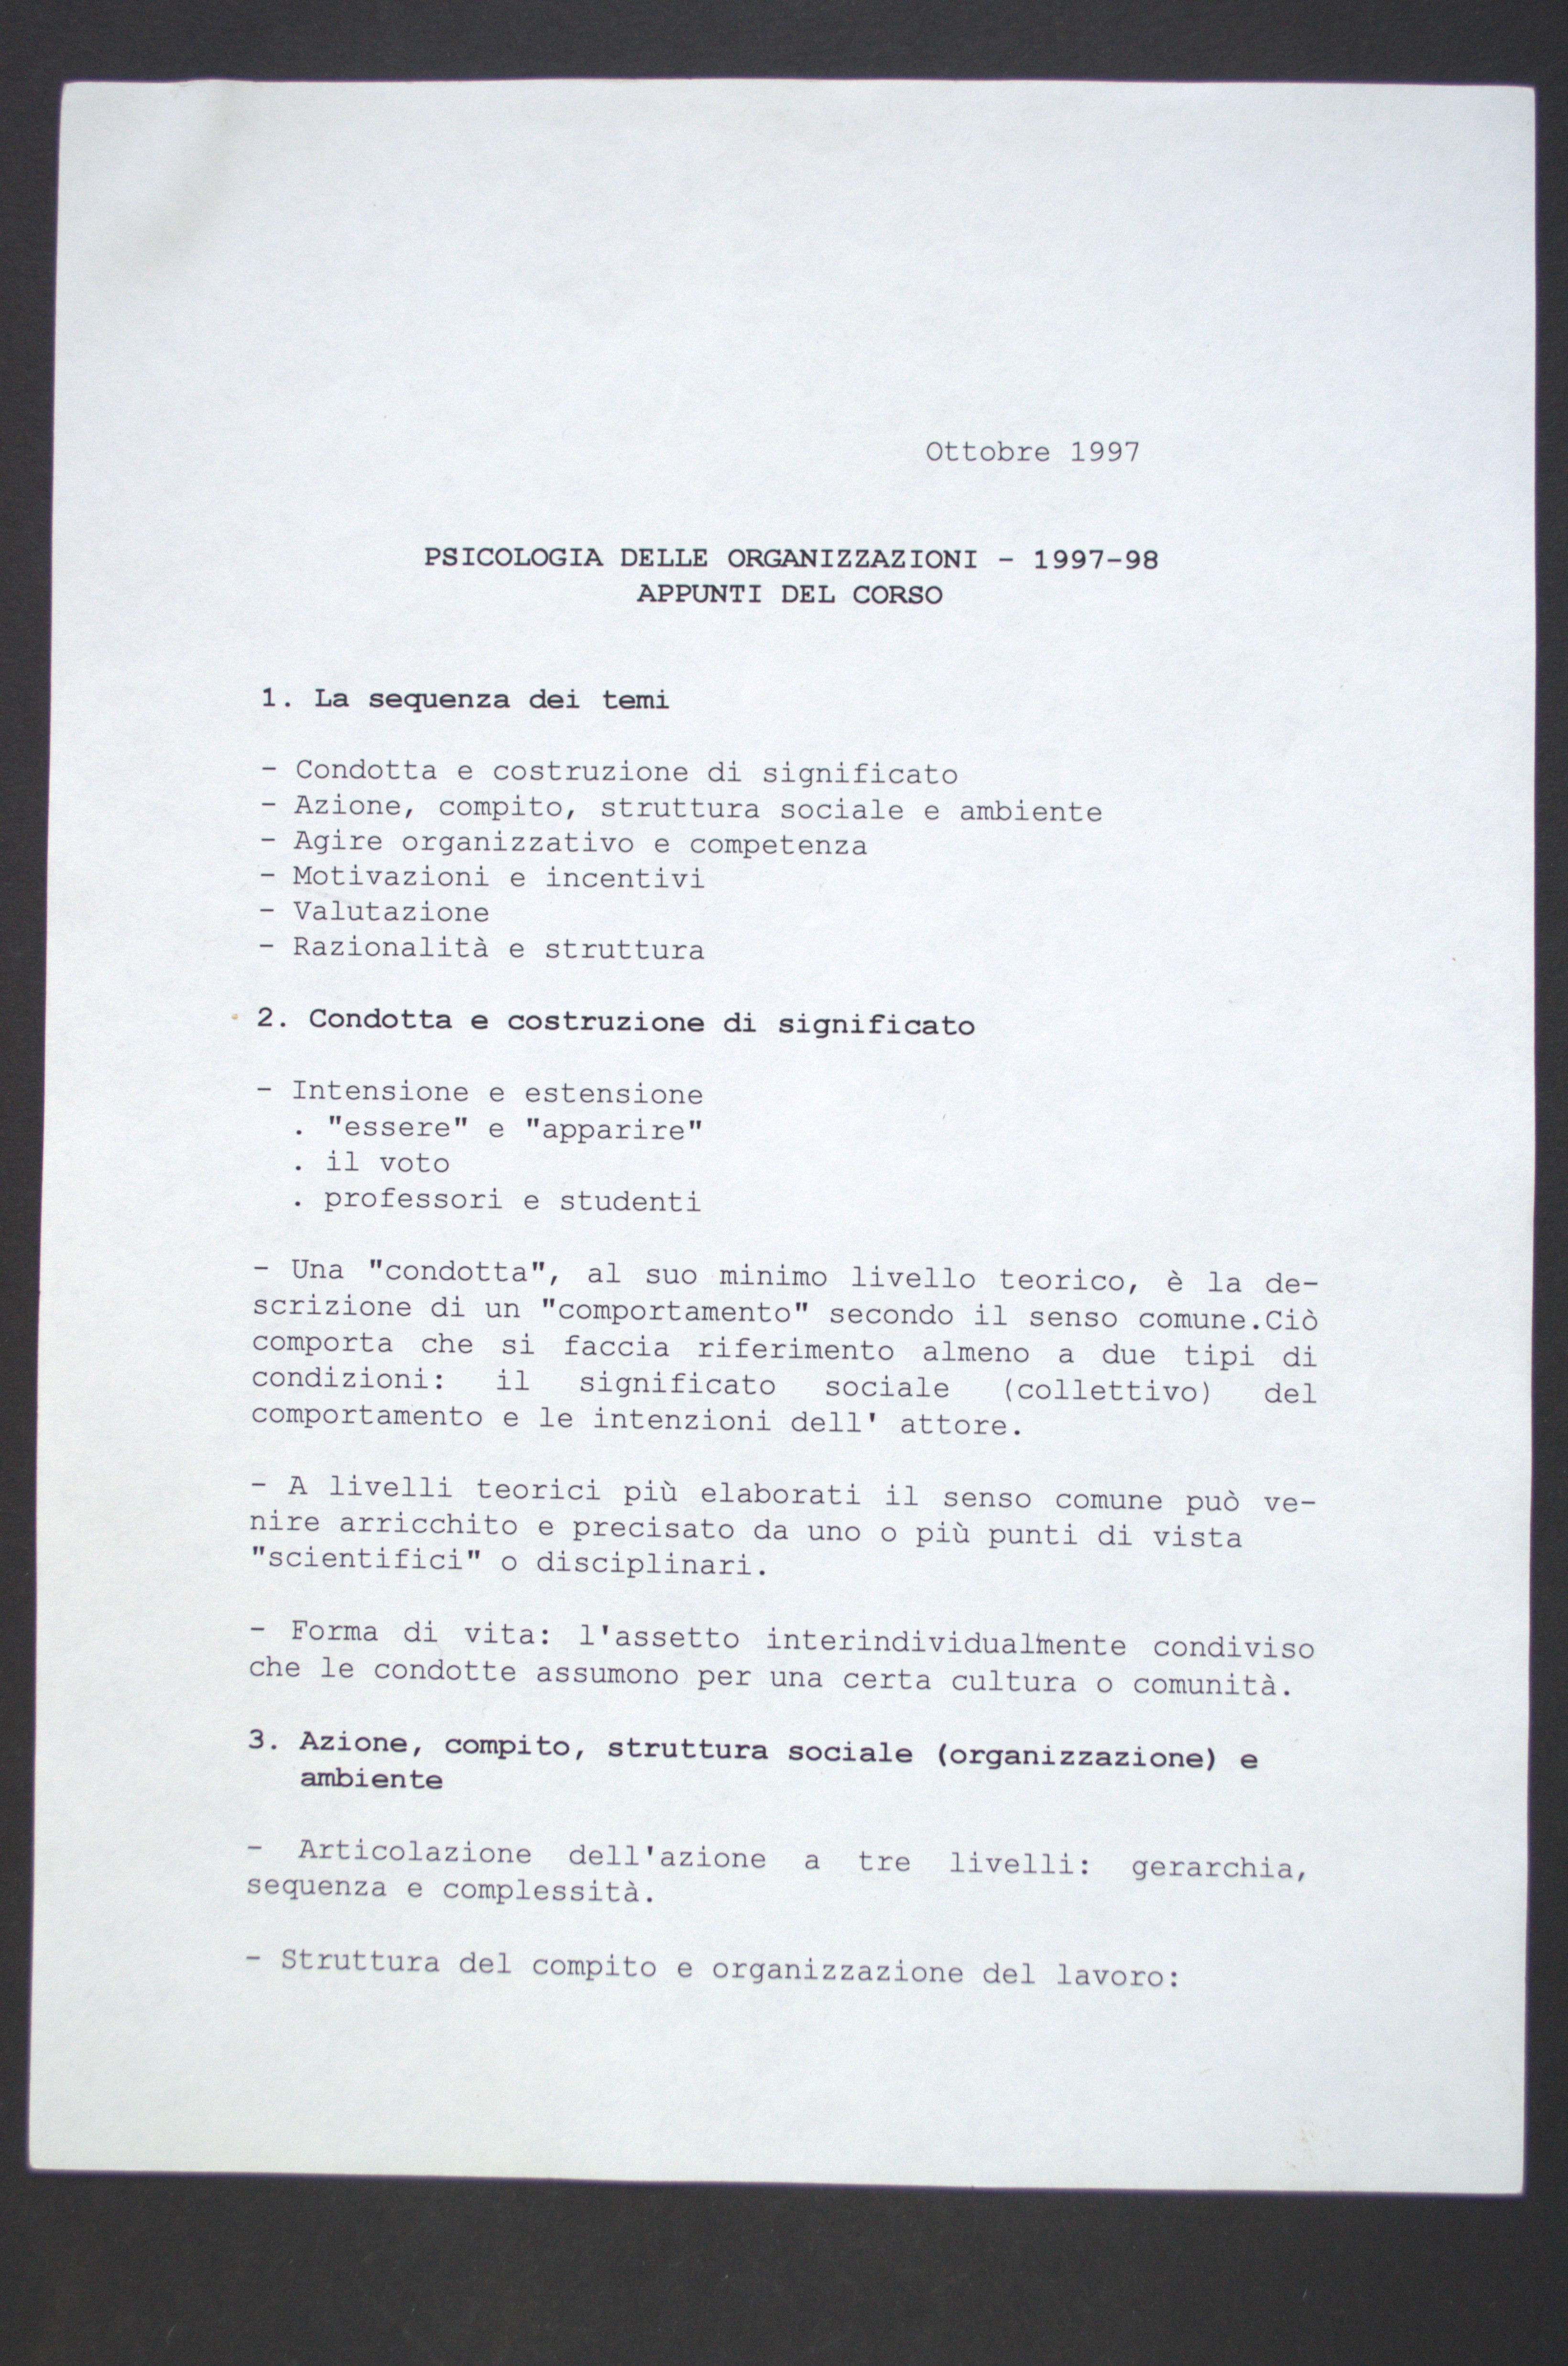 Ottobre 1997
PSICOLOGIA DELLE ORGANIZZAZIONI - 1997-98
APPUNTI DEL CORSO
1. La sequenza dei temi
- Condotta e costruzione di significato
- Azione, compito, struttura sociale e ambiente
- Agire organizzativo e competenza
- Motivazioni e incentivi
- Valutazione
- Razionalità e struttura
2. Condotta e costruzione di significato
- Intensione e estensione
. "essere" e "apparire"
. il voto
. professori e studenti
- Una "condotta", al suo minimo livello teorico, è la de-
scrizione di un "comportamento" secondo il senso comune.Ciò
comporta che si faccia riferimento almeno a due tipi di
condizioni: il significato sociale (collettivo) del
comportamento e le intenzioni dell' attore.
- A livelli teorici più elaborati il senso comune può ve-
nire arricchito e precisato da uno o più punti di vista
"scientifici" o disciplinari.
- Forma di vita: l'assetto interindividualmente condiviso
che le condotte assumono per una certa cultura o comunità.
3. Azione, compito, struttura sociale (organizzazione) e
ambiente
- Articolazione dell'azione a tre livelli: gerarchia,
sequenza e complessità.
- Struttura del compito e organizzazione del lavoro: